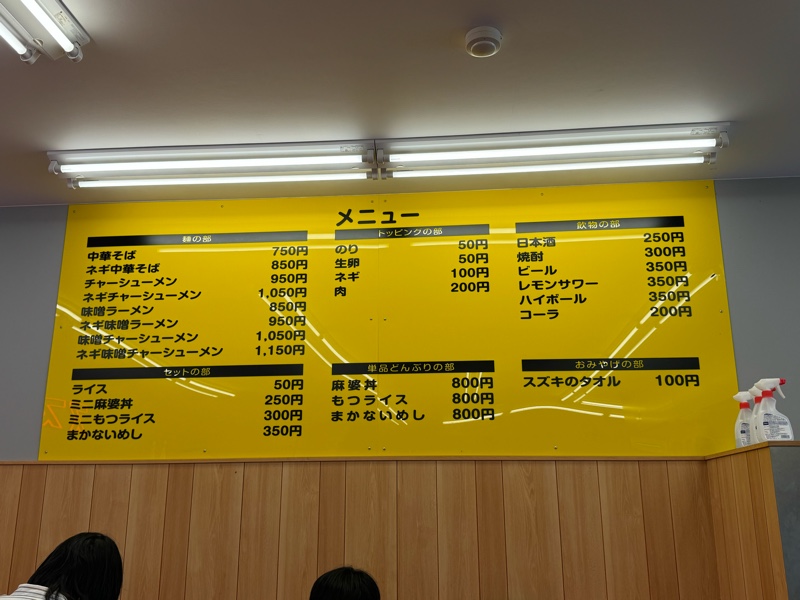 メニュー
麺の部
中華そば 750円
ネギ中華そば 850円
チャーシューメン 950円
ネギチャーシューメン 1,050円
味噌ラーメン 850円
ネギ味噌ラーメン 950円
味噌チャーシューメン 1,050円
ネギ味噌チャーシューメン 1,150円
セットの部
ライス 50円
ミニ麻婆丼 250円
ミニもつライス 300円
まかないめし 350円
トッピングの部
のり 50円
生卵 50円
ネギ 100円
肉 200円
単品どんぶりの部
麻婆丼 800円
もつライス 800円
まかないめし 800円
飲物の部
日本酒 250円
焼酎 300円
ビール 350円
レモンサワー 350円
ハイボール 350円
コーラ 200円
おみやげの部
スズキのタオル 100円